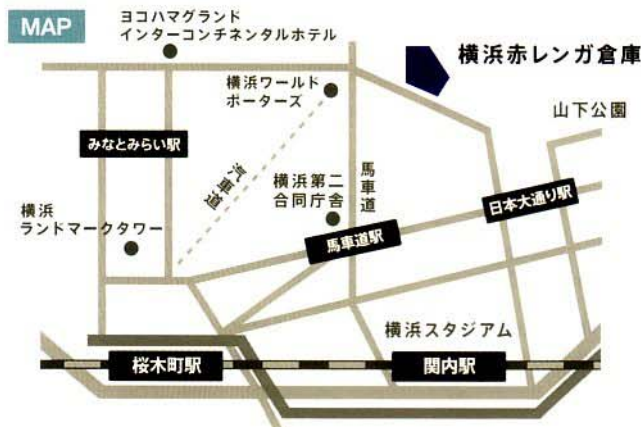 MAP
ヨコハマグランド
インターコンチネンタルホテル
横浜赤レンガ倉庫
横浜ワールド
ポーターズ
山下公園
みなとみらい駅
汽車道
横浜第二
合同庁舎
馬車道
日本大通り駅
横浜
ランドマークタワー
馬車道駅
横浜スタジアム
桜木町駅
関内駅